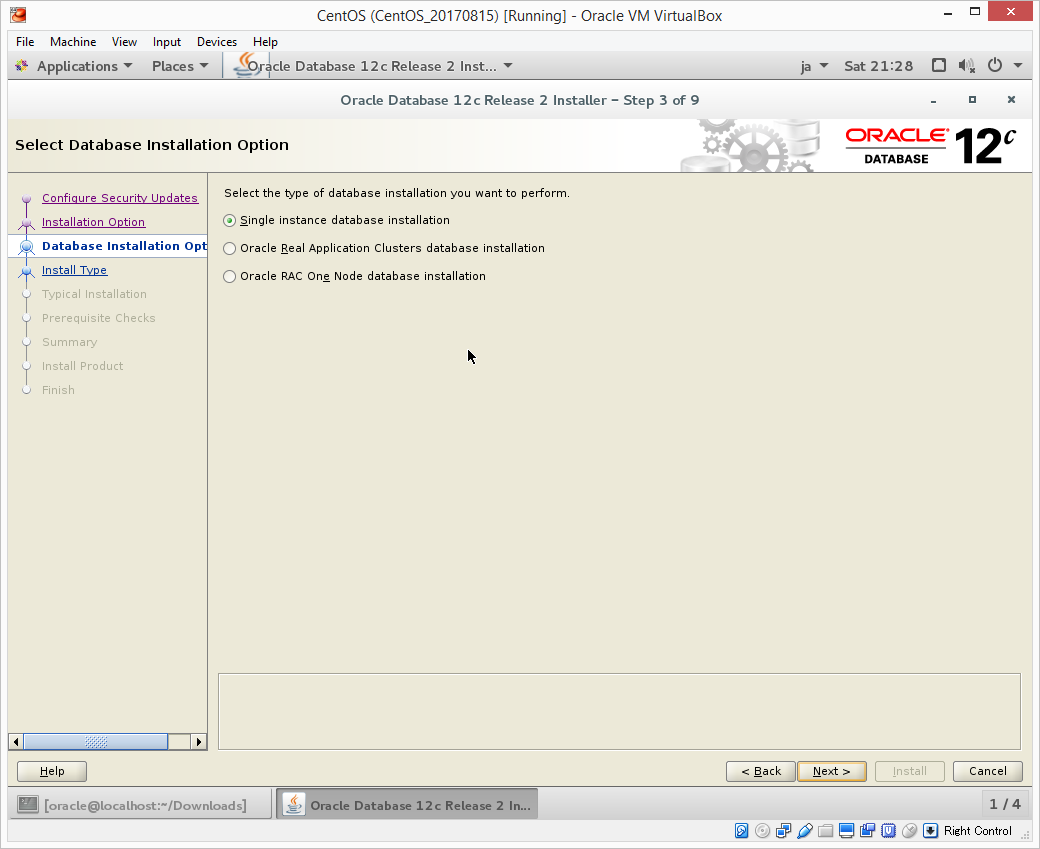 CentOS (CentOS_20170815) [Running] - Oracle VM VirtualBox
File Machine View Input Devices Help
Applications Places Oracle Database 12c Release 2 Inst... ja Sat 21:28
Oracle Database 12c Release 2 Installer - Step 3 of 9
Select Database Installation Option
ORACLE®
DATABASE
12c
Configure Security Updates
Installation Option
Database Installation Opt
Install Type
Typical Installation
Prerequisite Checks
Summary
Install Product
Finish
Select the type of database installation you want to perform.
Single instance database installation
Oracle Real Application Clusters database installation
Oracle RAC One Node database installation
Help < Back Next > Install Cancel
[oracle@localhost:~/Downloads] Oracle Database 12c Release 2 In... 1 / 4
Right Control